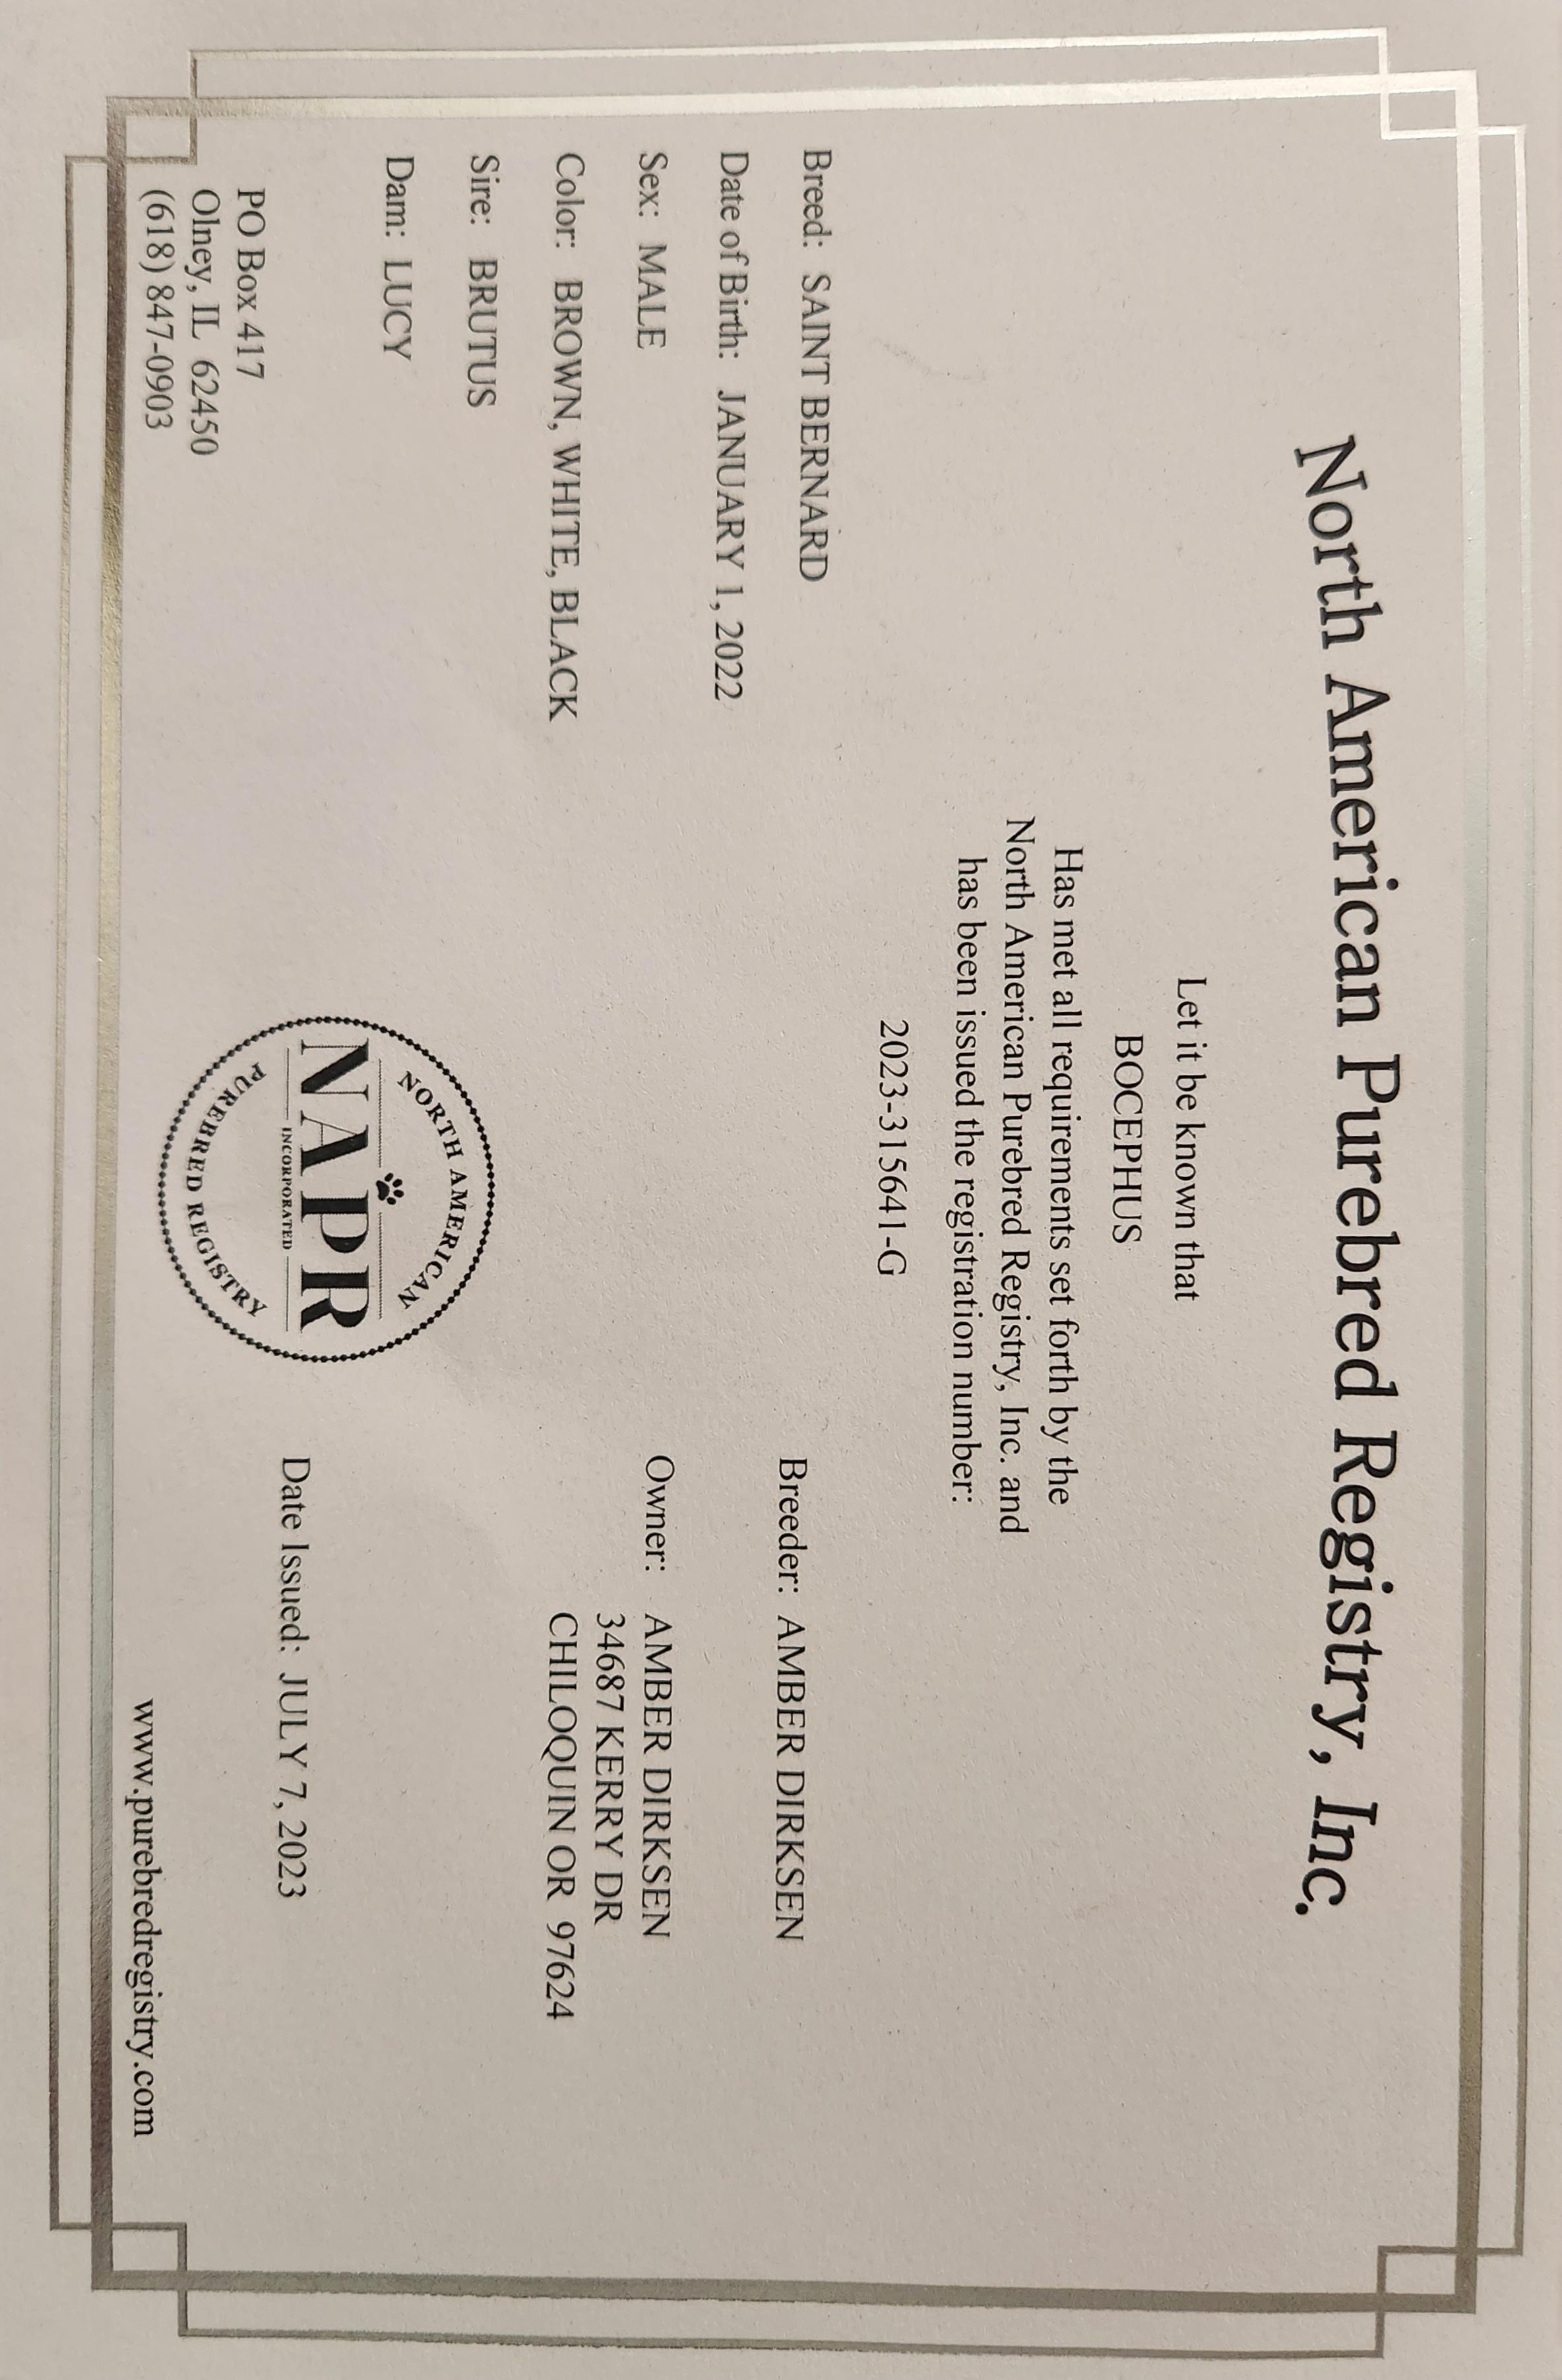 North American Purebred Registry, Inc.
Let it be known that
BOCEPHUS
Has met all requirements set forth by the
North American Purebred Registry, Inc. and
has been issued the registration number:
2023-315641-G
Breed: SAINT BERNARD
Date of Birth: JANUARY 1, 2022
Sex: MALE
Color: BROWN, WHITE, BLACK
Sire: BRUTUS
Dam: LUCY
Breeder: AMBER DIRKSEN
Owner: AMBER DIRKSEN
34687 KERRY DR
CHILOQUIN OR 97624
PO Box 417
Olney, IL 62450
(618) 847-0903
NORTH AMERICAN
NAPR
INCORPORATED
PUREBRED REGISTRY
Date Issued: JULY 7, 2023
www.purebredregistry.com